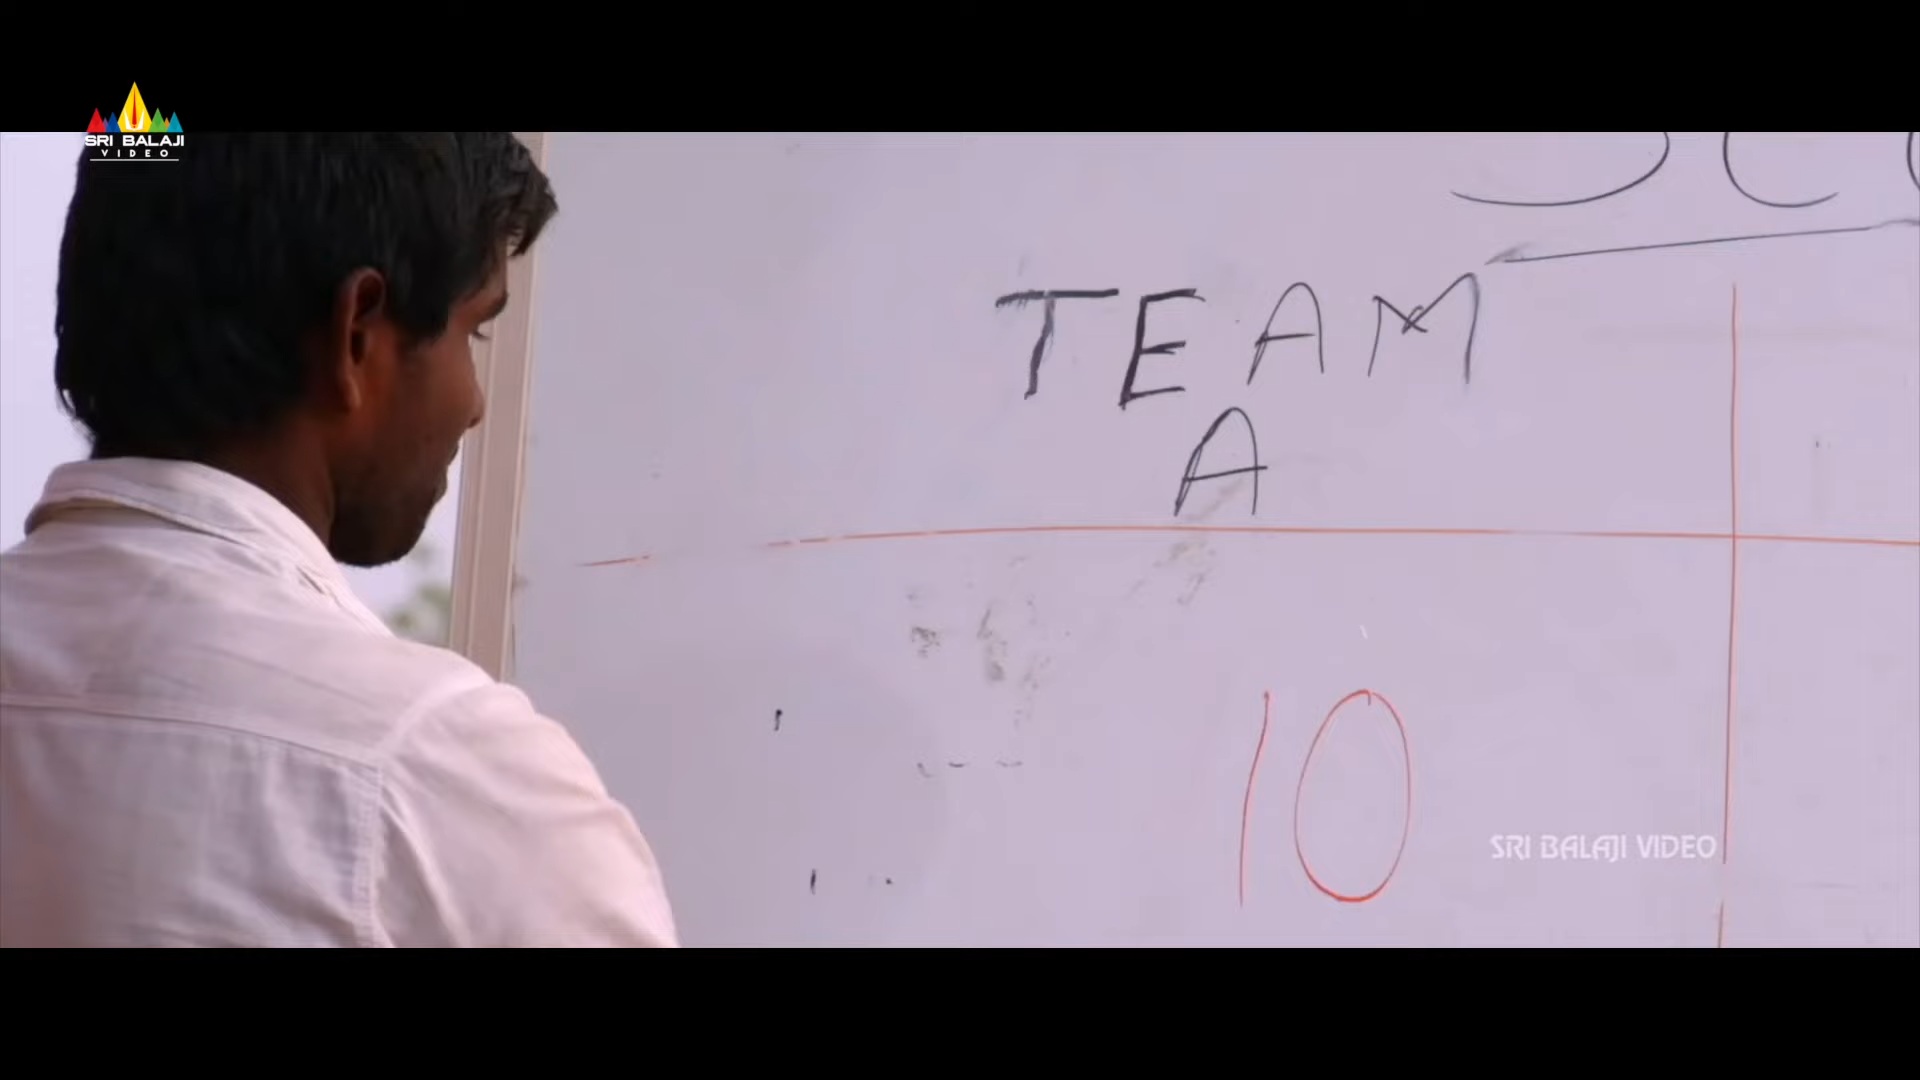 SRI BALAJI
VIDEO
TEAM
A
10
SRI BALAJI VIDEO